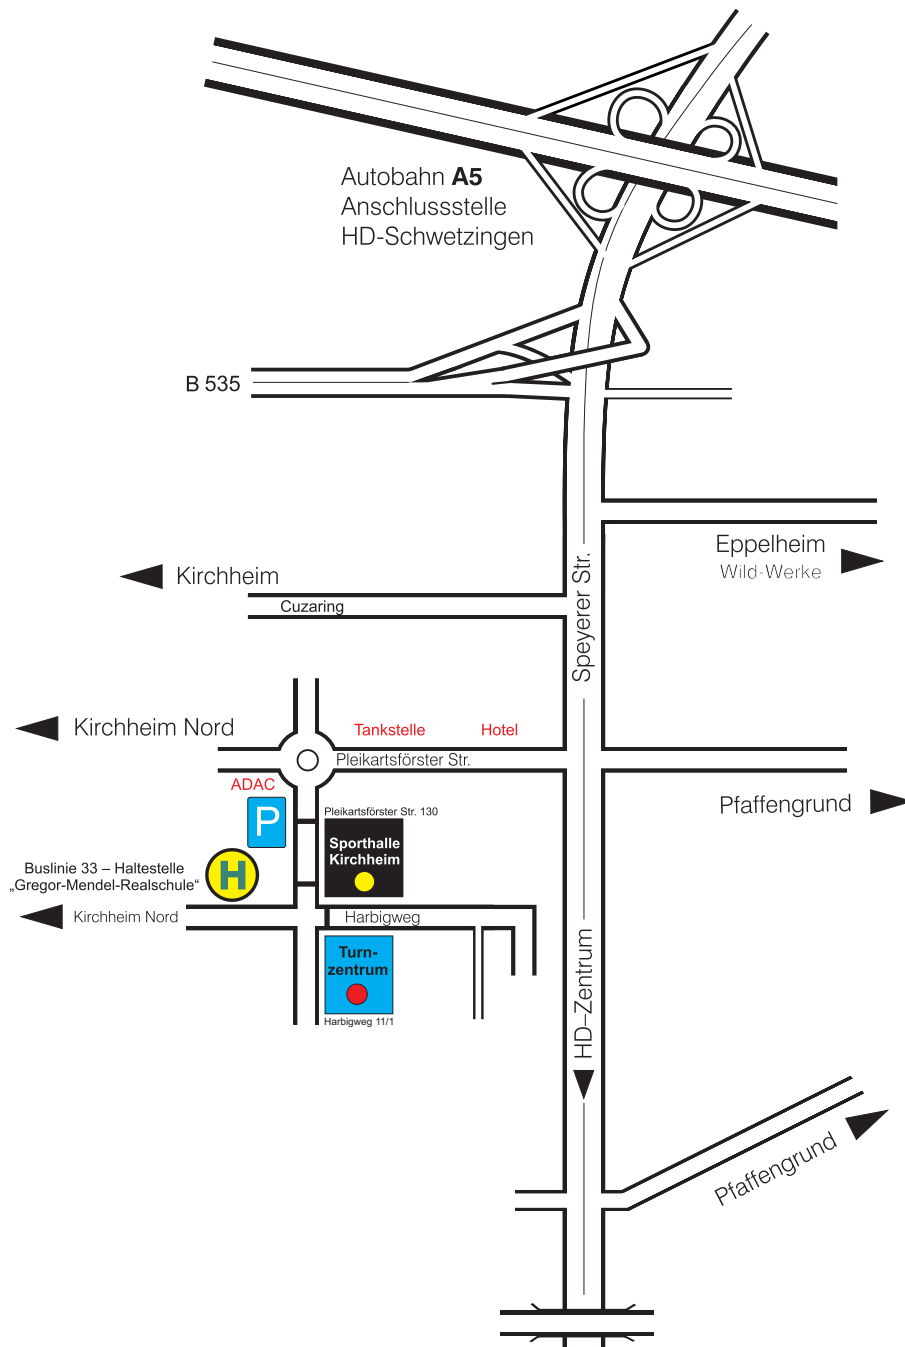 Autobahn A5
Anschlussstelle
HD-Schwetzingen
B 535
Eppelheim
Wild-Werke
Kirchheim
Cuzaring
Speyerer Str.
Kirchheim Nord
Tankstelle
Hotel
Pleikartsförster Str.
ADAC
P
Pfaffengrund
Pleikartsförster Str. 130
Sporthalle
Kirchheim
Buslinie 33 – Haltestelle
„Gregor-Mendel-Realschule“
H
Kirchheim Nord
Harbigweg
Turn-
zentrum
Harbigweg 11/1
HD–Zentrum
Pfaffengrund